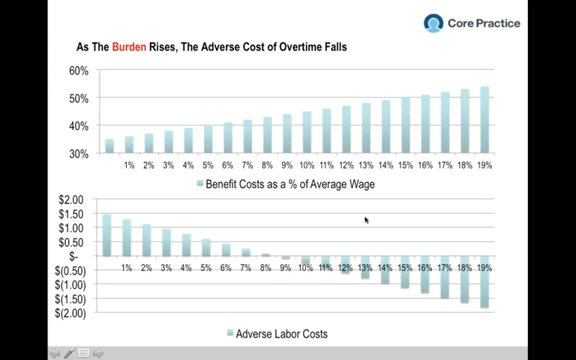 Core Practice
As The Burden Rises, The Adverse Cost of Overtime Falls
60%
50%
40%
30%
1% 2% 3% 4% 5% 6% 7% 8% 9% 10% 11% 12% 13% 14% 15% 16% 17% 18% 19%
Benefit Costs as a % of Average Wage
$2.00
$1.50
$1.00
$0.50
$-
$(0.50)
$(1.00)
$(1.50)
$(2.00)
1% 2% 3% 4% 5% 6% 7% 8% 9% 10% 11% 12% 13% 14% 15% 16% 17% 18% 19%
Adverse Labor Costs